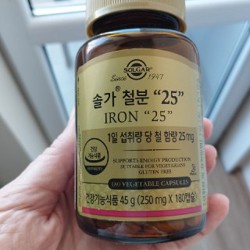 SOLGAR
Since 1947
솔가® 철분 “25”
IRON “25”
1일 섭취량 당 철 함량 25mg
SUPPORTS ENERGY PRODUCTION
SUITABLE FOR VEGETARIANS
GLUTEN FREE
180 VEGETABLE CAPSULES
건강기능식품 45 g (250 mg X 180캡슐)